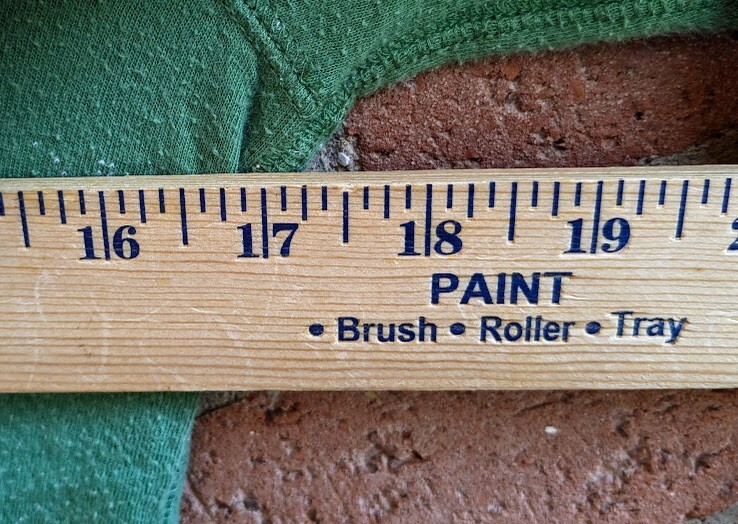 16 17 18 19
PAINT
• Brush • Roller • Tray